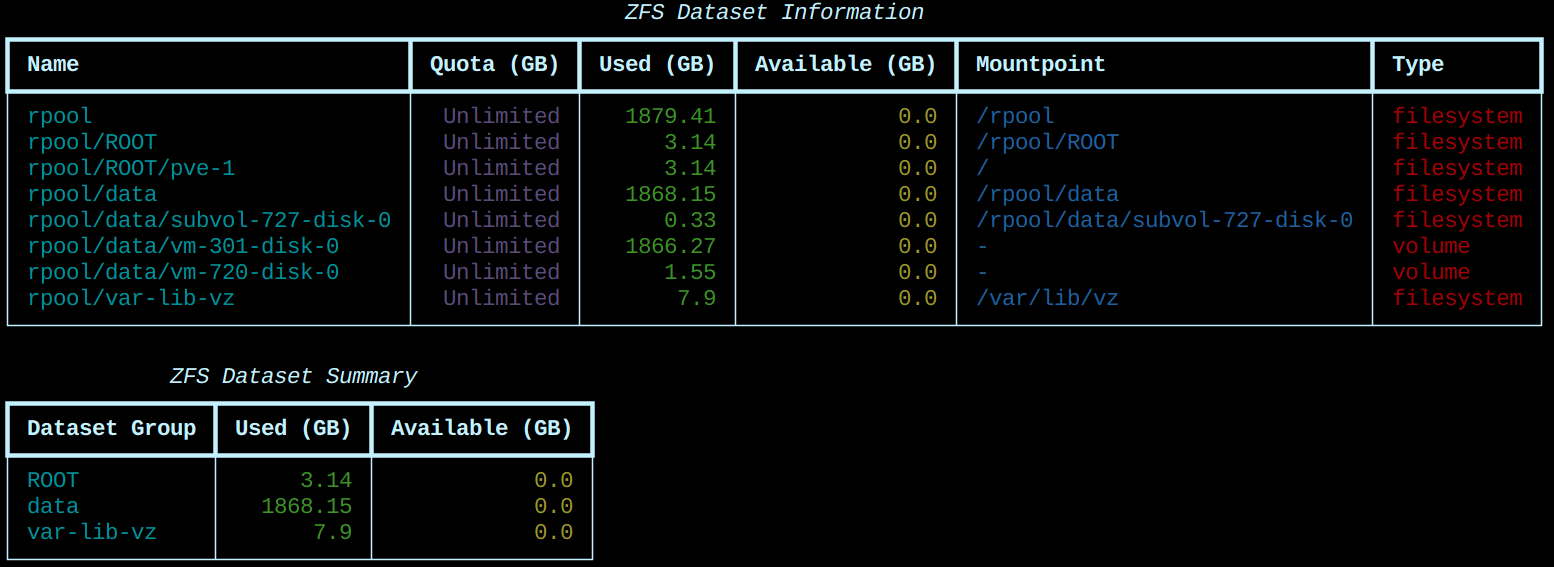 ZFS Dataset Information
Name Quota (GB) Used (GB) Available (GB) Mountpoint Type
rpool Unlimited 1879.41 0.0 /rpool filesystem
rpool/ROOT Unlimited 3.14 0.0 /rpool/ROOT filesystem
rpool/ROOT/pve-1 Unlimited 3.14 0.0 / filesystem
rpool/data Unlimited 1868.15 0.0 /rpool/data filesystem
rpool/data/subvol-727-disk-0 Unlimited 0.33 0.0 /rpool/data/subvol-727-disk-0 filesystem
rpool/data/vm-301-disk-0 Unlimited 1866.27 0.0 - volume
rpool/data/vm-720-disk-0 Unlimited 1.55 0.0 - volume
rpool/var-lib-vz Unlimited 7.9 0.0 /var/lib/vz filesystem
ZFS Dataset Summary
Dataset Group Used (GB) Available (GB)
ROOT 3.14 0.0
data 1868.15 0.0
var-lib-vz 7.9 0.0